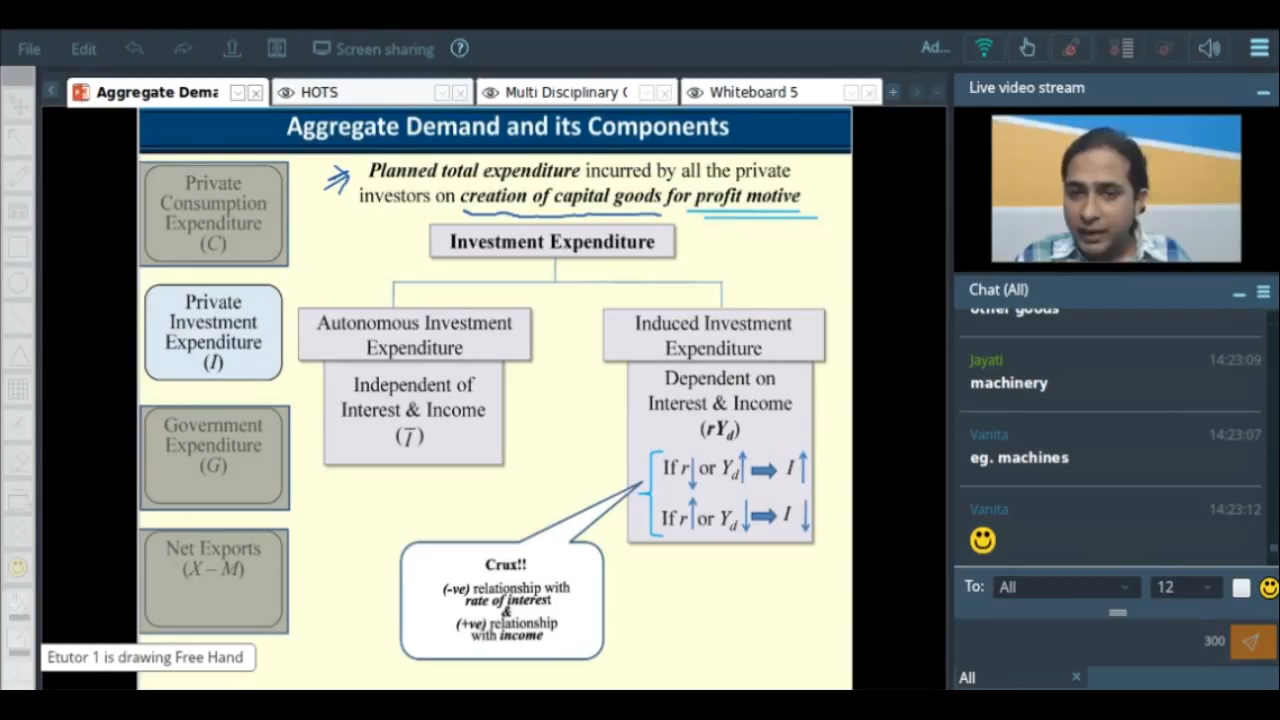 File Edit Screen sharing ? Ad...
Aggregate Dema HOTS Multi Disciplinary Whiteboard 5
Aggregate Demand and its Components
Planned total expenditure incurred by all the private
investors on creation of capital goods for profit motive
Investment Expenditure
Private
Consumption
Expenditure
(C)
Private
Investment
Expenditure
(I)
Government
Expenditure
(G)
Net Exports
(X – M)
Autonomous Investment
Expenditure
Independent of
Interest & Income
(I̅)
Induced Investment
Expenditure
Dependent on
Interest & Income
(rYd)
If r↓ or Yd↑ ➡ I↑
If r↑ or Yd↓ ➡ I↓
Crux!!
(-ve) relationship with
rate of interest
&
(+ve) relationship
with income
Etutor 1 is drawing Free Hand
Live video stream
Chat (All)
other goods
Jayati 14:23:09
machinery
Vanita 14:23:07
eg. machines
Vanita 14:23:12
To: All 12
300
All